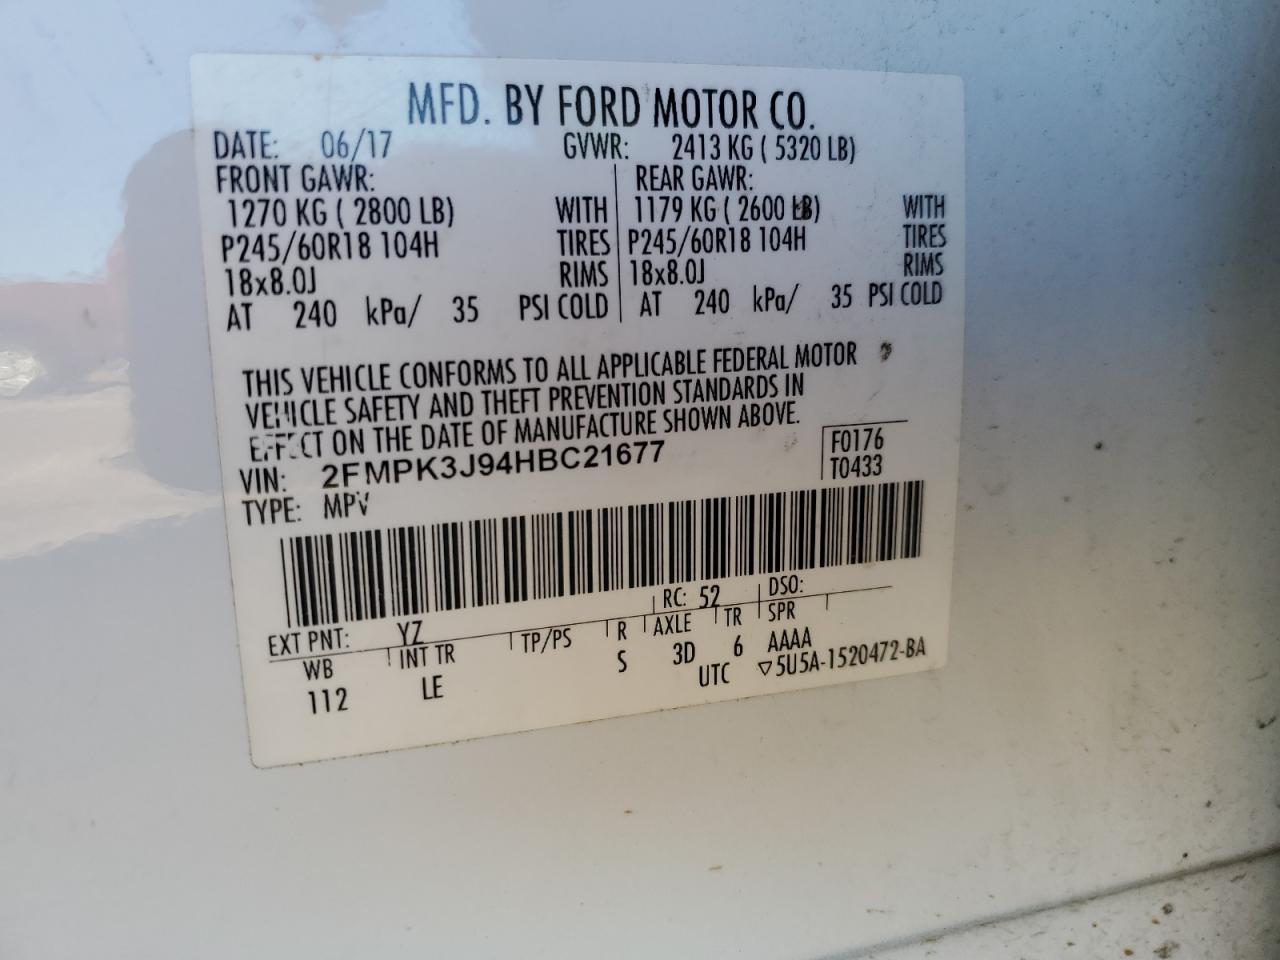 MFD. BY FORD MOTOR CO.
DATE: 06/17 GVWR: 2413 KG ( 5320 LB)
FRONT GAWR: REAR GAWR:
1270 KG ( 2800 LB) WITH 1179 KG ( 2600 LB) WITH
P245/60R18 104H TIRES P245/60R18 104H TIRES
18x8.0J RIMS 18x8.0J RIMS
AT 240 kPa/ 35 PSI COLD AT 240 kPa/ 35 PSI COLD
THIS VEHICLE CONFORMS TO ALL APPLICABLE FEDERAL MOTOR
VEHICLE SAFETY AND THEFT PREVENTION STANDARDS IN
EFFECT ON THE DATE OF MANUFACTURE SHOWN ABOVE.
VIN: 2FMPK3J94HBC21677 F0176
TYPE: MPV T0433
EXT PNT: YZ RC: 52 DSO:
WB INT TR TP/PS R AXLE TR SPR
112 LE S 3D 6 AAAA
UTC ▽5U5A-1520472-BA